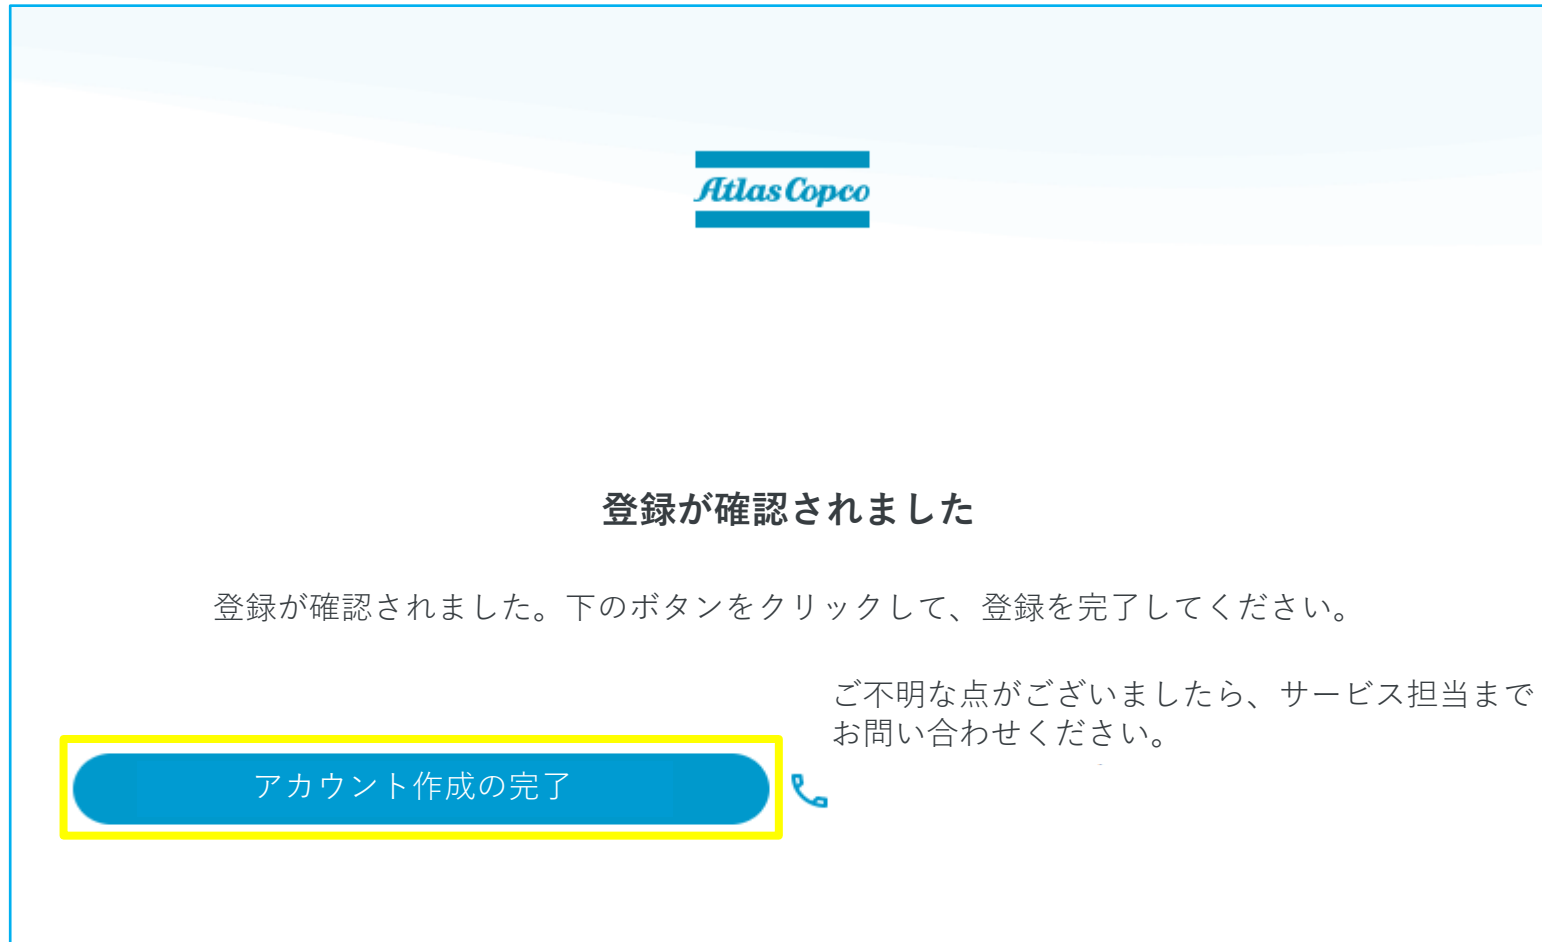 Atlas Copco
登録が確認されました
登録が確認されました。下のボタンをクリックして、登録を完了してください。
ご不明な点がございましたら、サービス担当まで
お問い合わせください。
アカウント作成の完了